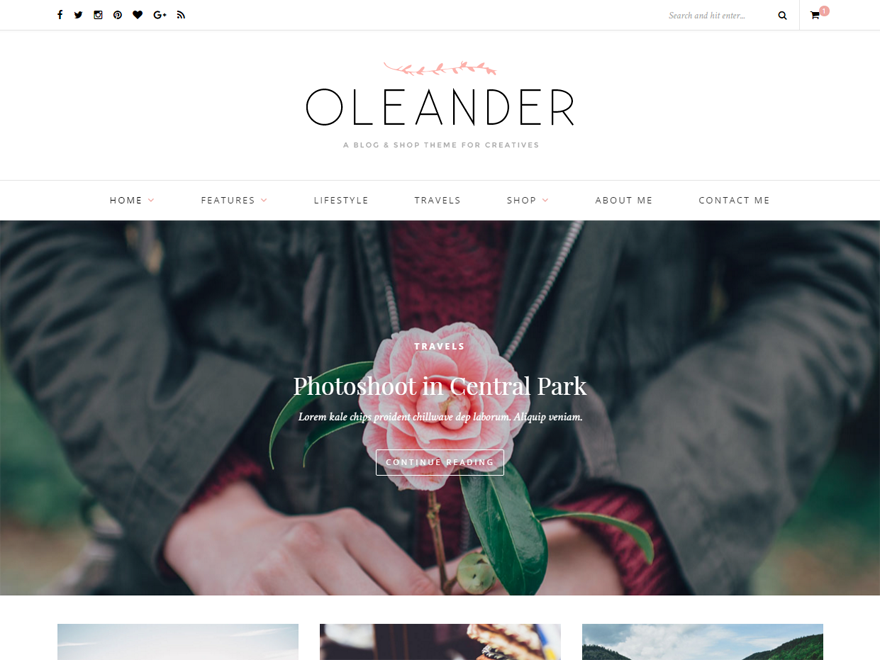 Search and hit enter...
1
OLEANDER
A BLOG & SHOP THEME FOR CREATIVES
HOME FEATURES LIFESTYLE TRAVELS SHOP ABOUT ME CONTACT ME
TRAVELS
Photoshoot in Central Park
Lorem kale chips proident chillwave dep laborum. Aliquip veniam.
CONTINUE READING